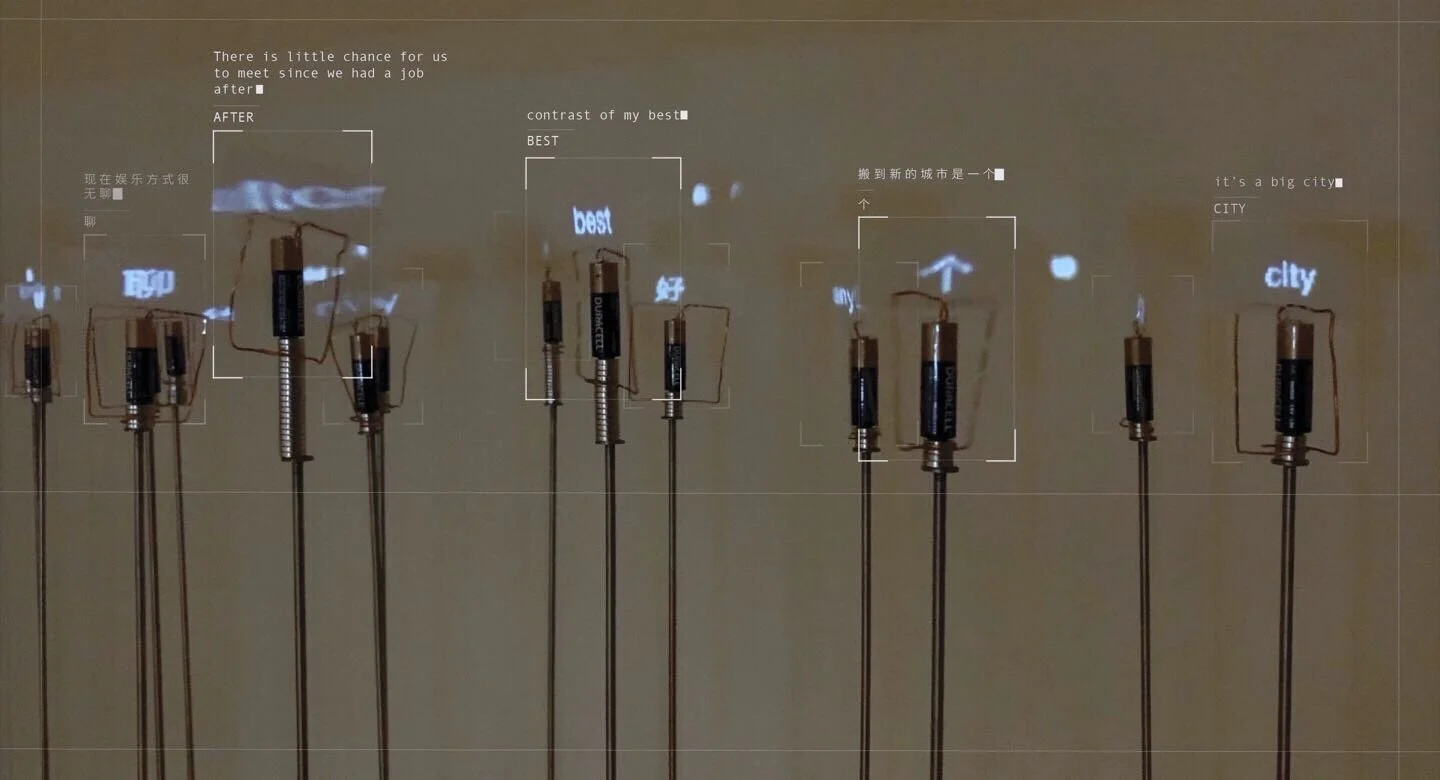 There is little chance for us
to meet since we had a job
after
AFTER
contrast of my best
BEST
现在娱乐方式很
无聊
聊
搬到新的城市是一个
个
it's a big city
CITY
best
好
聊
any
个
city
DURACELL
DURACELL
DURACELL